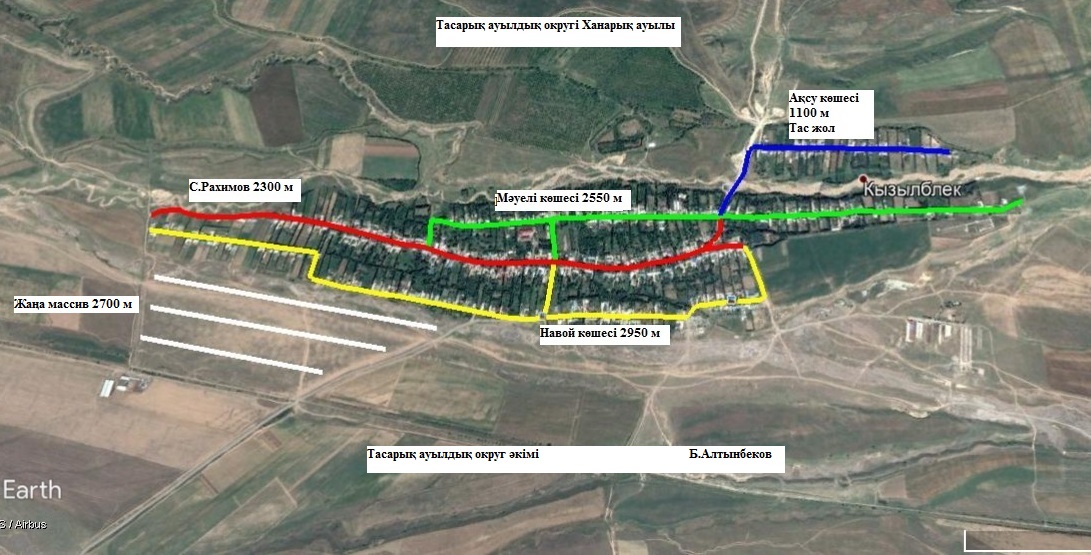 Тасарық ауылдық округі Ханарық ауылы
Ақсу көшесі
1100 м
Тас жол
С.Рахимов 2300 м
Мәуелі көшесі 2550 м
Кызылблек
Жаңа массив 2700 м
Навой көшесі 2950 м
Тасарық ауылдық округ әкімі Б.Алтынбеков
Earth
S / Airbus